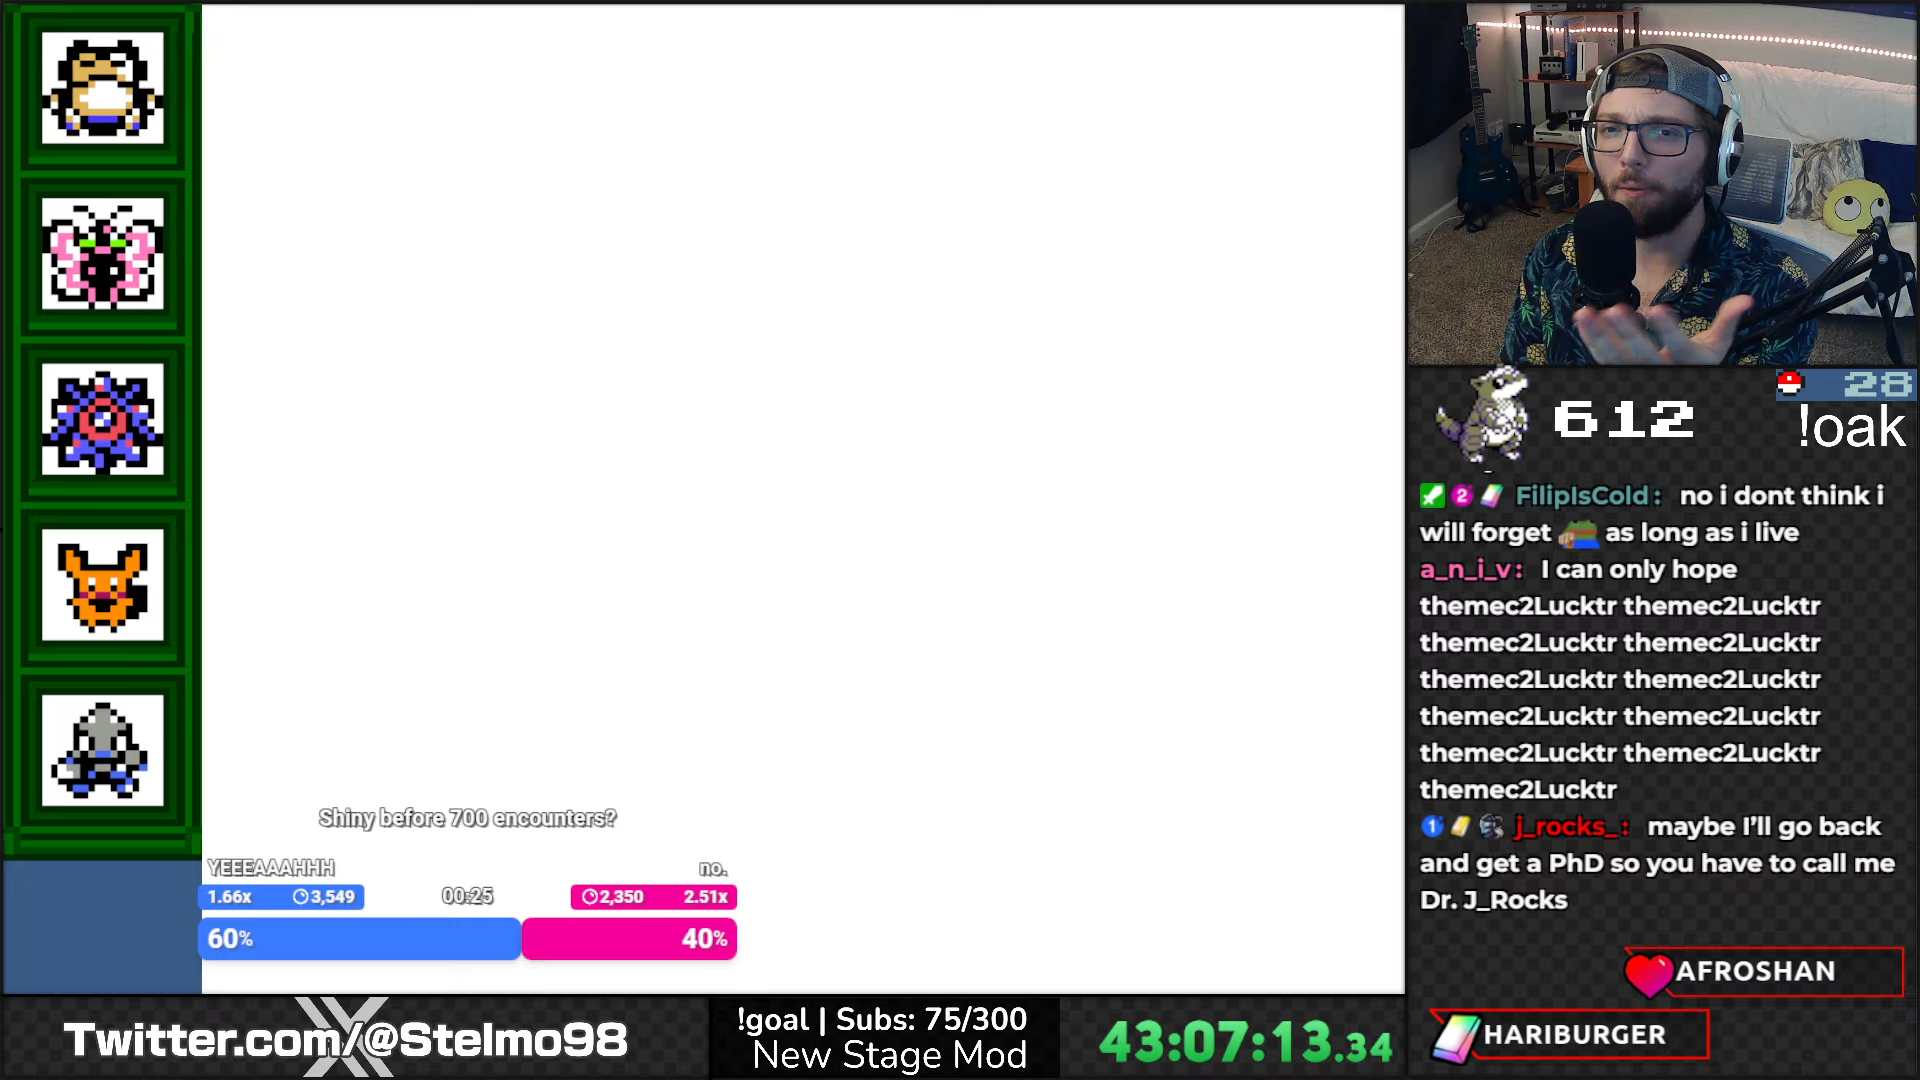 612
28
!oak
2 FilipIsCold: no i dont think i
will forget as long as i live
a_n_i_v: I can only hope
themec2Lucktr themec2Lucktr
themec2Lucktr themec2Lucktr
themec2Lucktr themec2Lucktr
themec2Lucktr themec2Lucktr
themec2Lucktr themec2Lucktr
themec2Lucktr
1 j_rocks_: maybe I’ll go back
and get a PhD so you have to call me
Dr. J_Rocks
Shiny before 700 encounters?
YEEEAAAHHH
no.
1.66x 3,549
00:25
2,350 2.51x
60%
40%
AFROSHAN
HARIBURGER
Twitter.com/@Stelmo98
!goal | Subs: 75/300
New Stage Mod
43:07:13.34